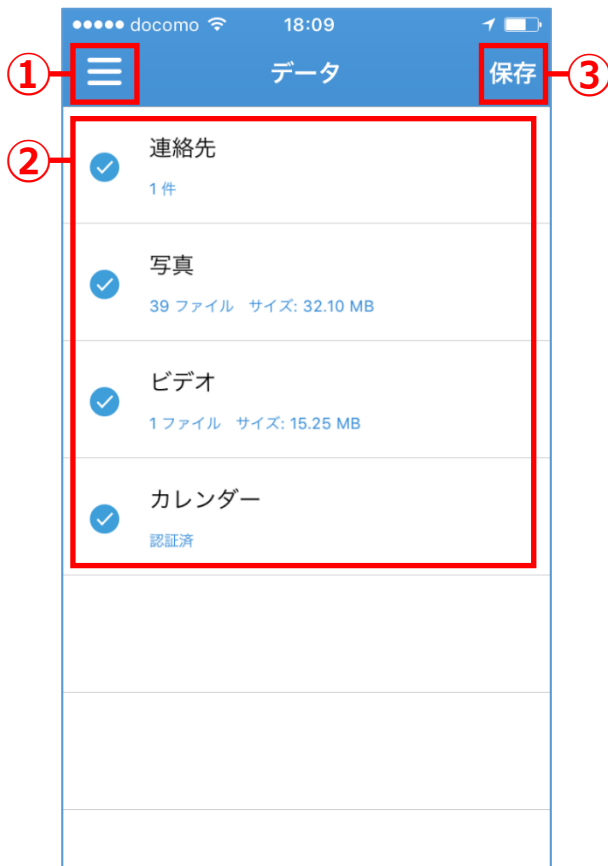 docomo 18:09
① データ 保存 ③
② 連絡先
1 件
写真
39 ファイル サイズ: 32.10 MB
ビデオ
1 ファイル サイズ: 15.25 MB
カレンダー
認証済